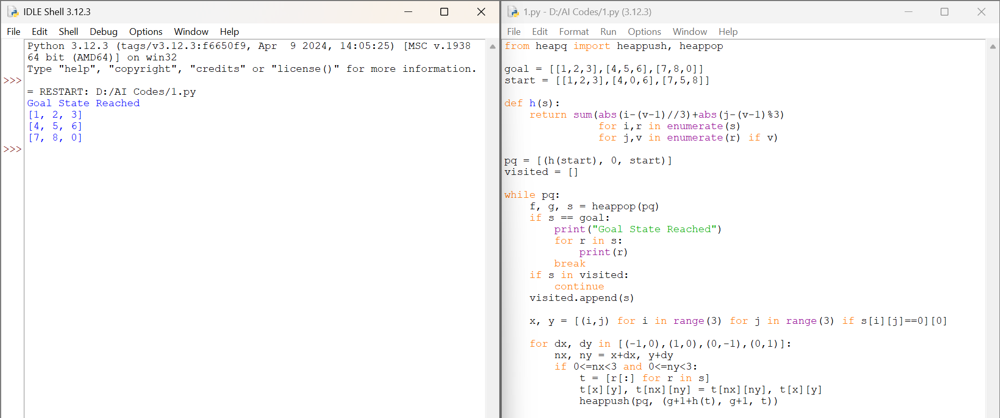 IDLE Shell 3.12.3
File Edit Shell Debug Options Window Help
Python 3.12.3 (tags/v3.12.3:f6650f9, Apr  9 2024, 14:05:25) [MSC v.1938
64 bit (AMD64)] on win32
Type "help", "copyright", "credits" or "license()" for more information.
>>>
= RESTART: D:/AI Codes/1.py
Goal State Reached
[1, 2, 3]
[4, 5, 6]
[7, 8, 0]
>>>
1.py - D:/AI Codes/1.py (3.12.3)
File Edit Format Run Options Window Help
from heapq import heappush, heappop
goal = [[1,2,3],[4,5,6],[7,8,0]]
start = [[1,2,3],[4,0,6],[7,5,8]]
def h(s):
    return sum(abs(i-(v-1)//3)+abs(j-(v-1)%3)
               for i,r in enumerate(s)
               for j,v in enumerate(r) if v)
pq = [(h(start), 0, start)]
visited = []
while pq:
    f, g, s = heappop(pq)
    if s == goal:
        print("Goal State Reached")
        for r in s:
            print(r)
        break
    if s in visited:
        continue
    visited.append(s)
    x, y = [(i,j) for i in range(3) for j in range(3) if s[i][j]==0][0]
    for dx, dy in [(-1,0),(1,0),(0,-1),(0,1)]:
        nx, ny = x+dx, y+dy
        if 0<=nx<3 and 0<=ny<3:
            t = [r[:] for r in s]
            t[x][y], t[nx][ny] = t[nx][ny], t[x][y]
            heappush(pq, (g+1+h(t), g+1, t))